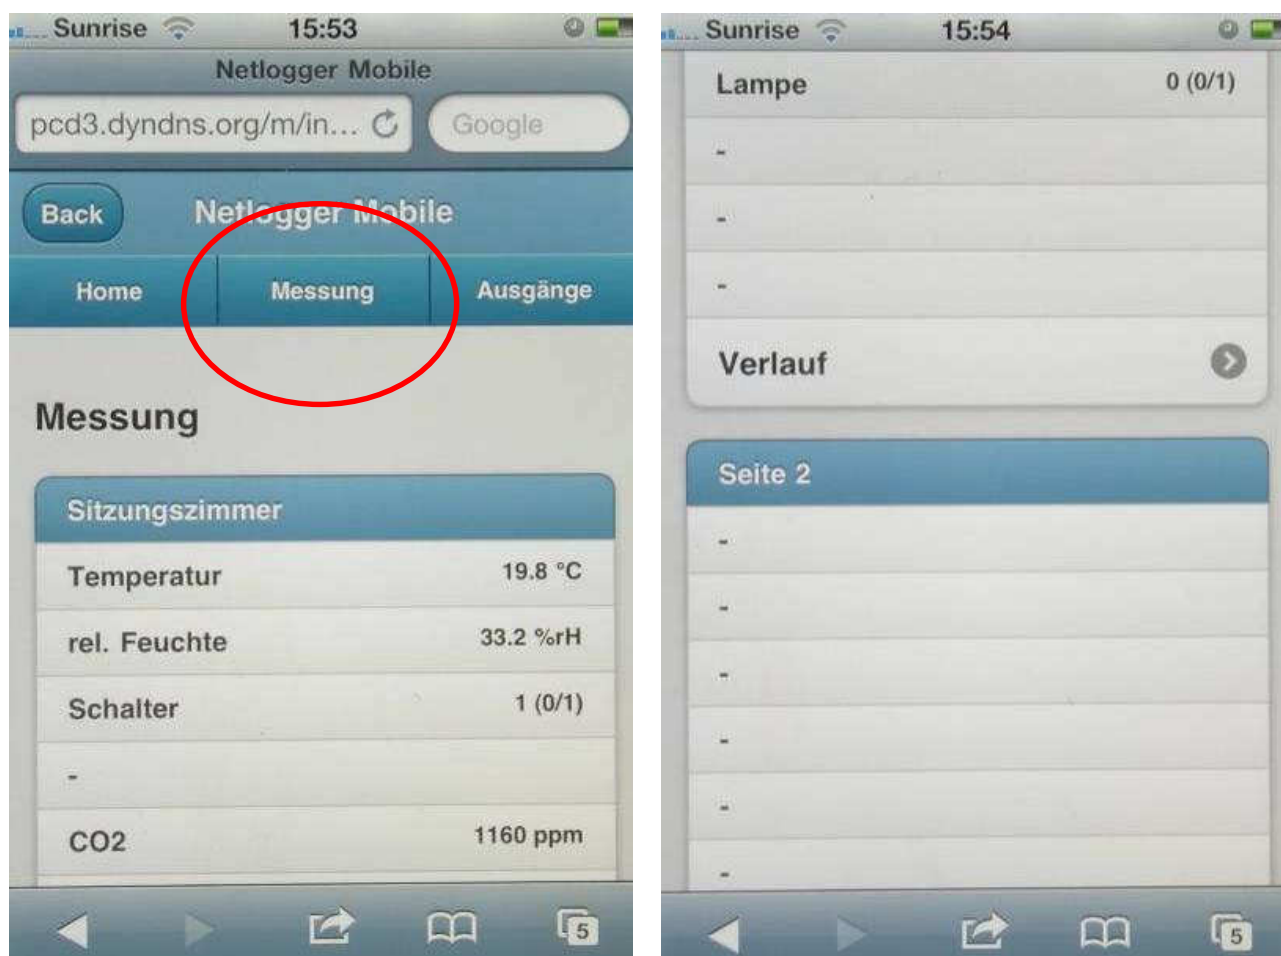 Sunrise 15:53
Netlogger Mobile
pcd3.dyndns.org/m/in... Google
Back Netlogger Mobile
Home Messung Ausgänge
Messung
Sitzungszimmer
Temperatur 19.8 °C
rel. Feuchte 33.2 %rH
Schalter 1 (0/1)
-
CO2 1160 ppm
5
Sunrise 15:54
Lampe 0 (0/1)
-
-
-
Verlauf
Seite 2
-
-
-
-
-
-
5